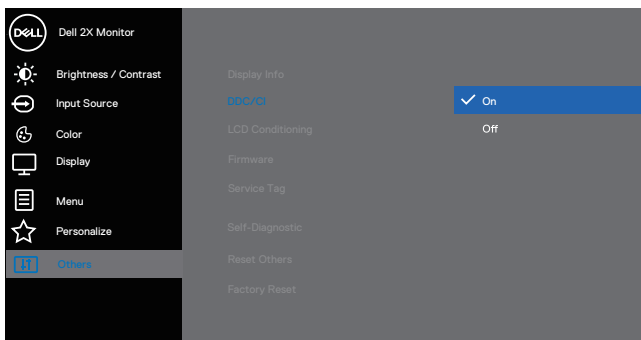 DELL
Dell 2X Monitor
Brightness / Contrast
Input Source
Color
Display
Menu
Personalize
Others
Display Info
DDC/CI
LCD Conditioning
Firmware
Service Tag
Self-Diagnostic
Reset Others
Factory Reset
On
Off